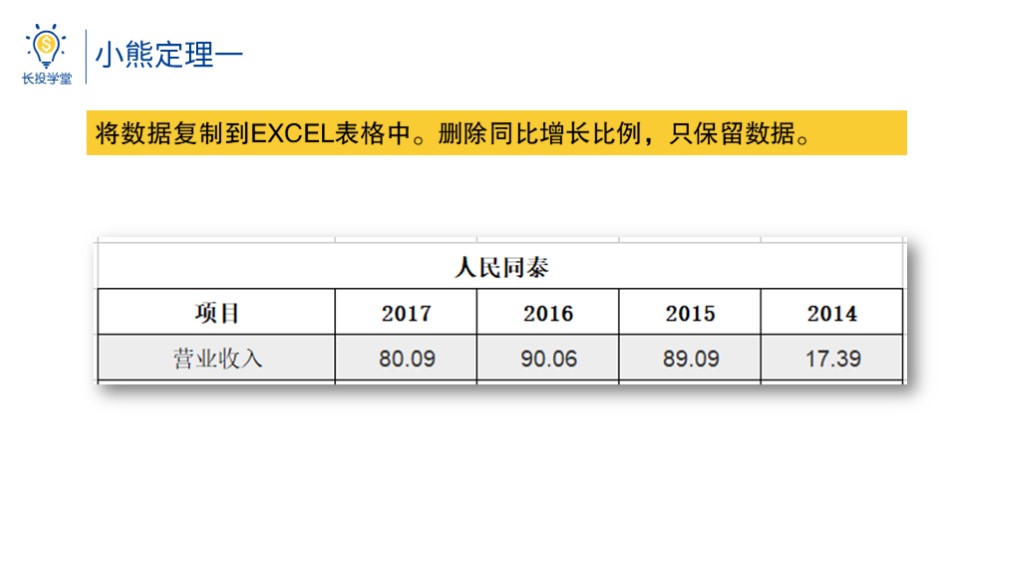 长投学堂
小熊定理一
将数据复制到EXCEL表格中。删除同比增长比例，只保留数据。
人民同泰
项目 2017 2016 2015 2014
营业收入 80.09 90.06 89.09 17.39